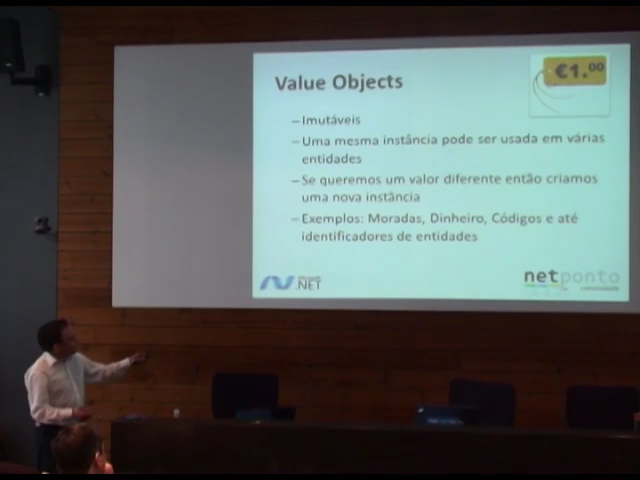 Value Objects
€1.00
– Imutáveis
– Uma mesma instância pode ser usada em várias
entidades
– Se queremos um valor diferente então criamos
uma nova instância
– Exemplos: Moradas, Dinheiro, Códigos e até
identificadores de entidades
.NET
netponto